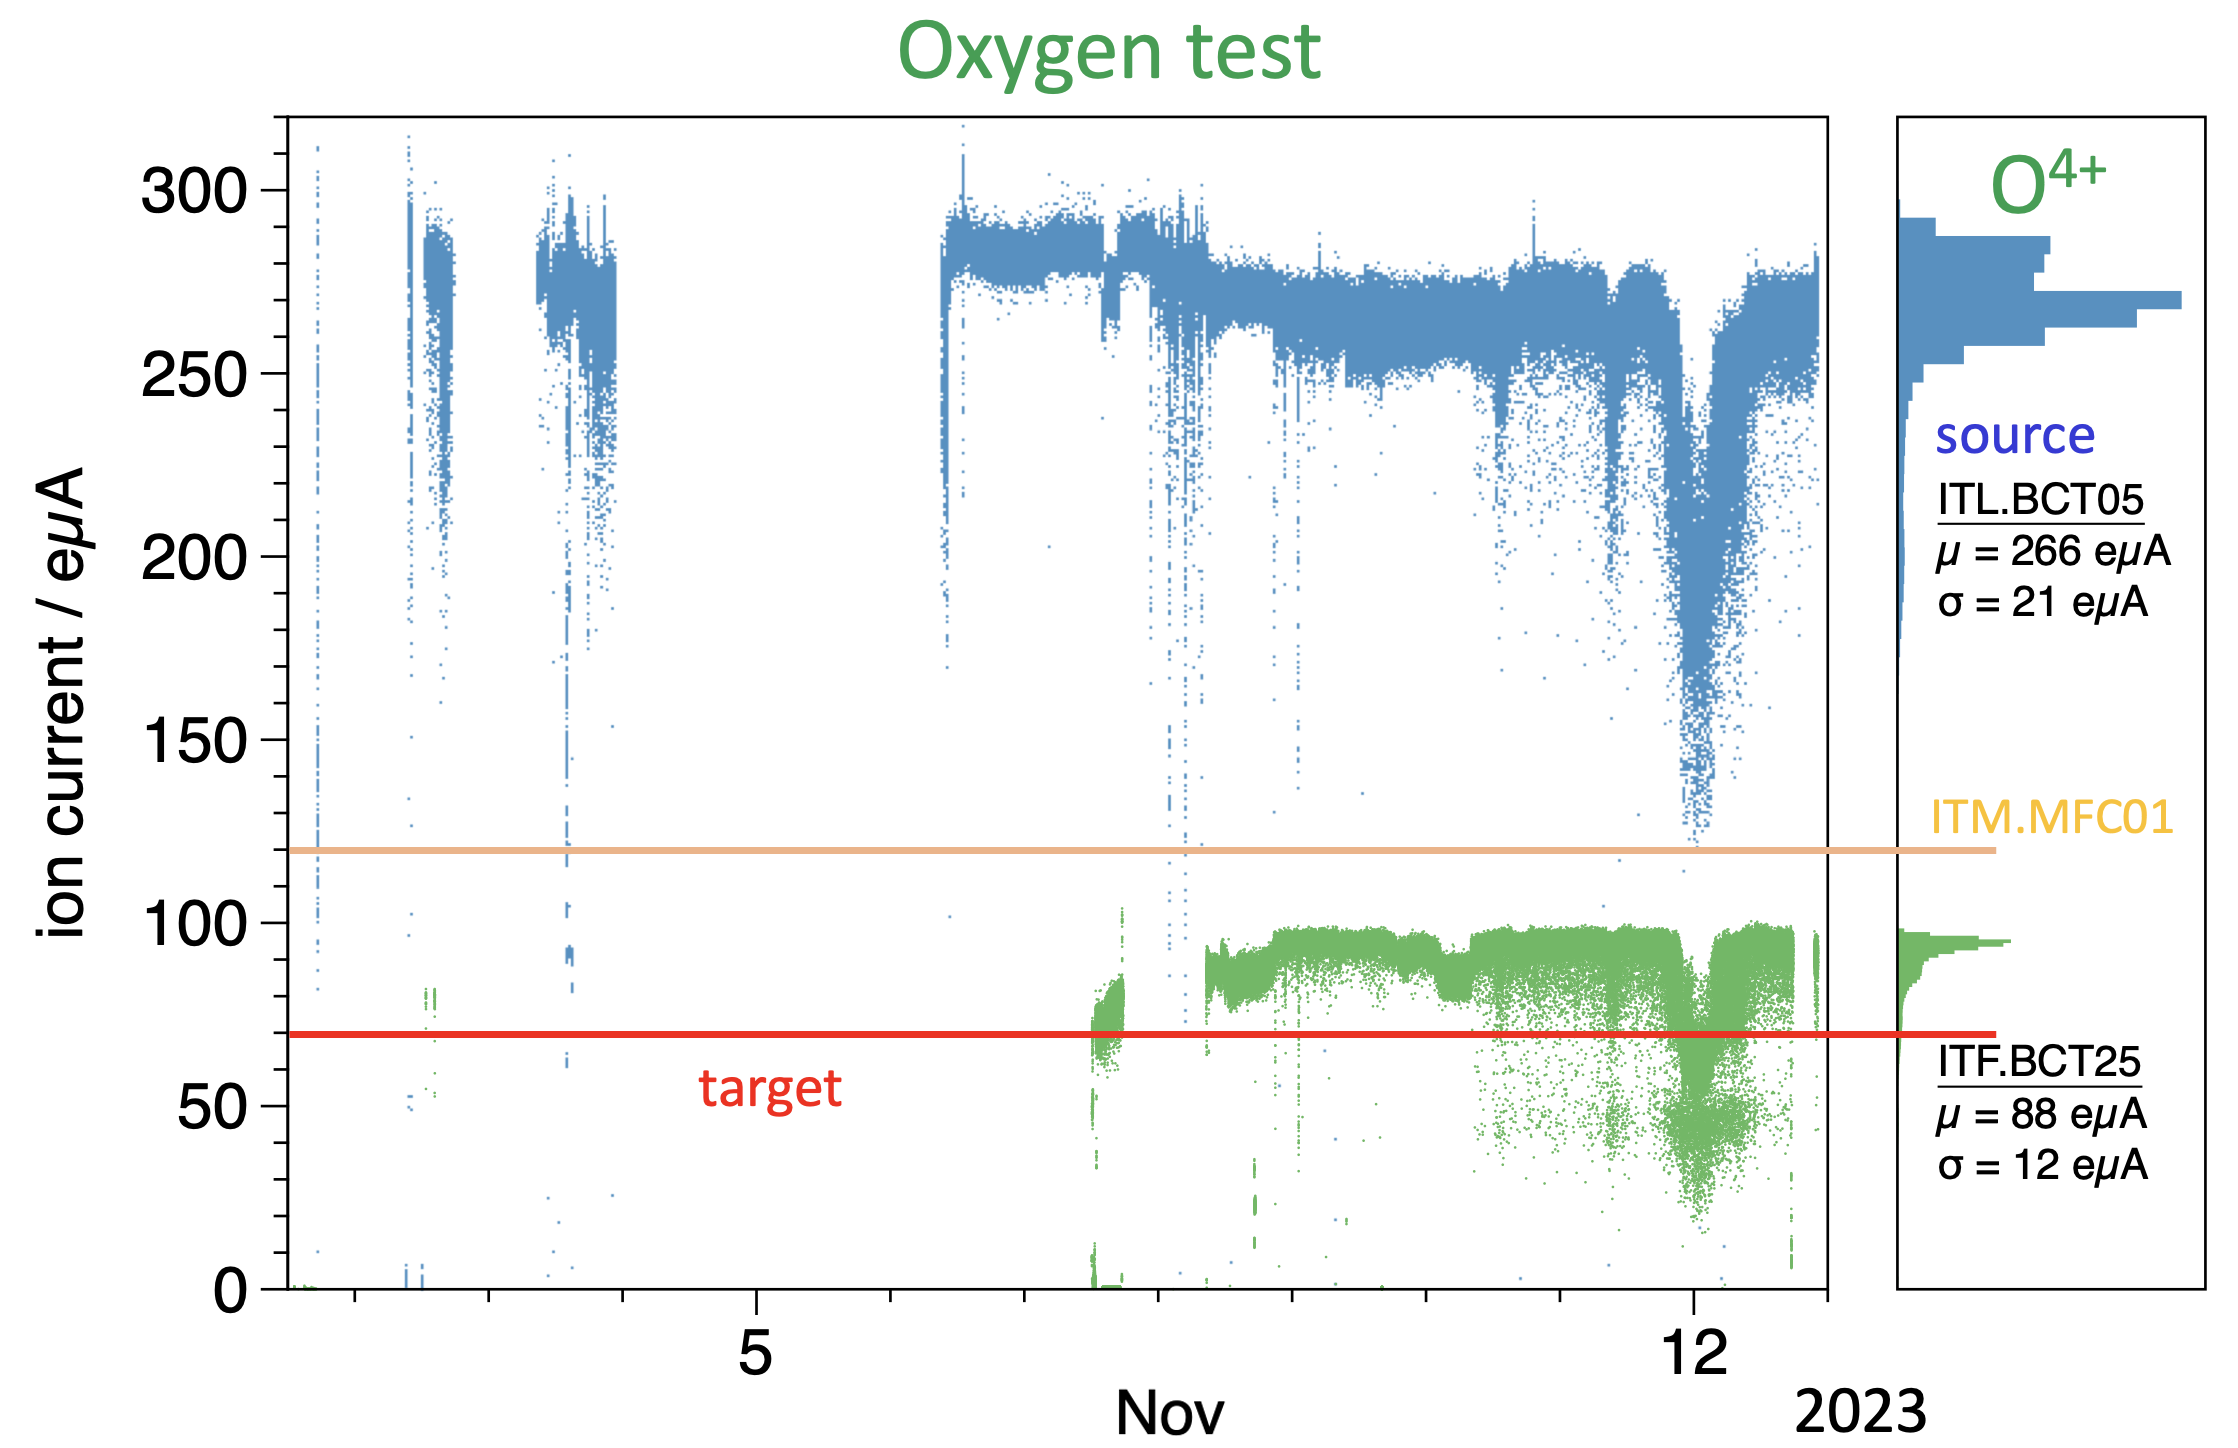 Oxygen test
300
250
200
150
100
50
0
ion current / eµA
5
12
Nov
2023
target
O⁴⁺
source
ITL.BCT05
µ = 266 eµA
σ = 21 eµA
ITM.MFC01
ITF.BCT25
µ = 88 eµA
σ = 12 eµA